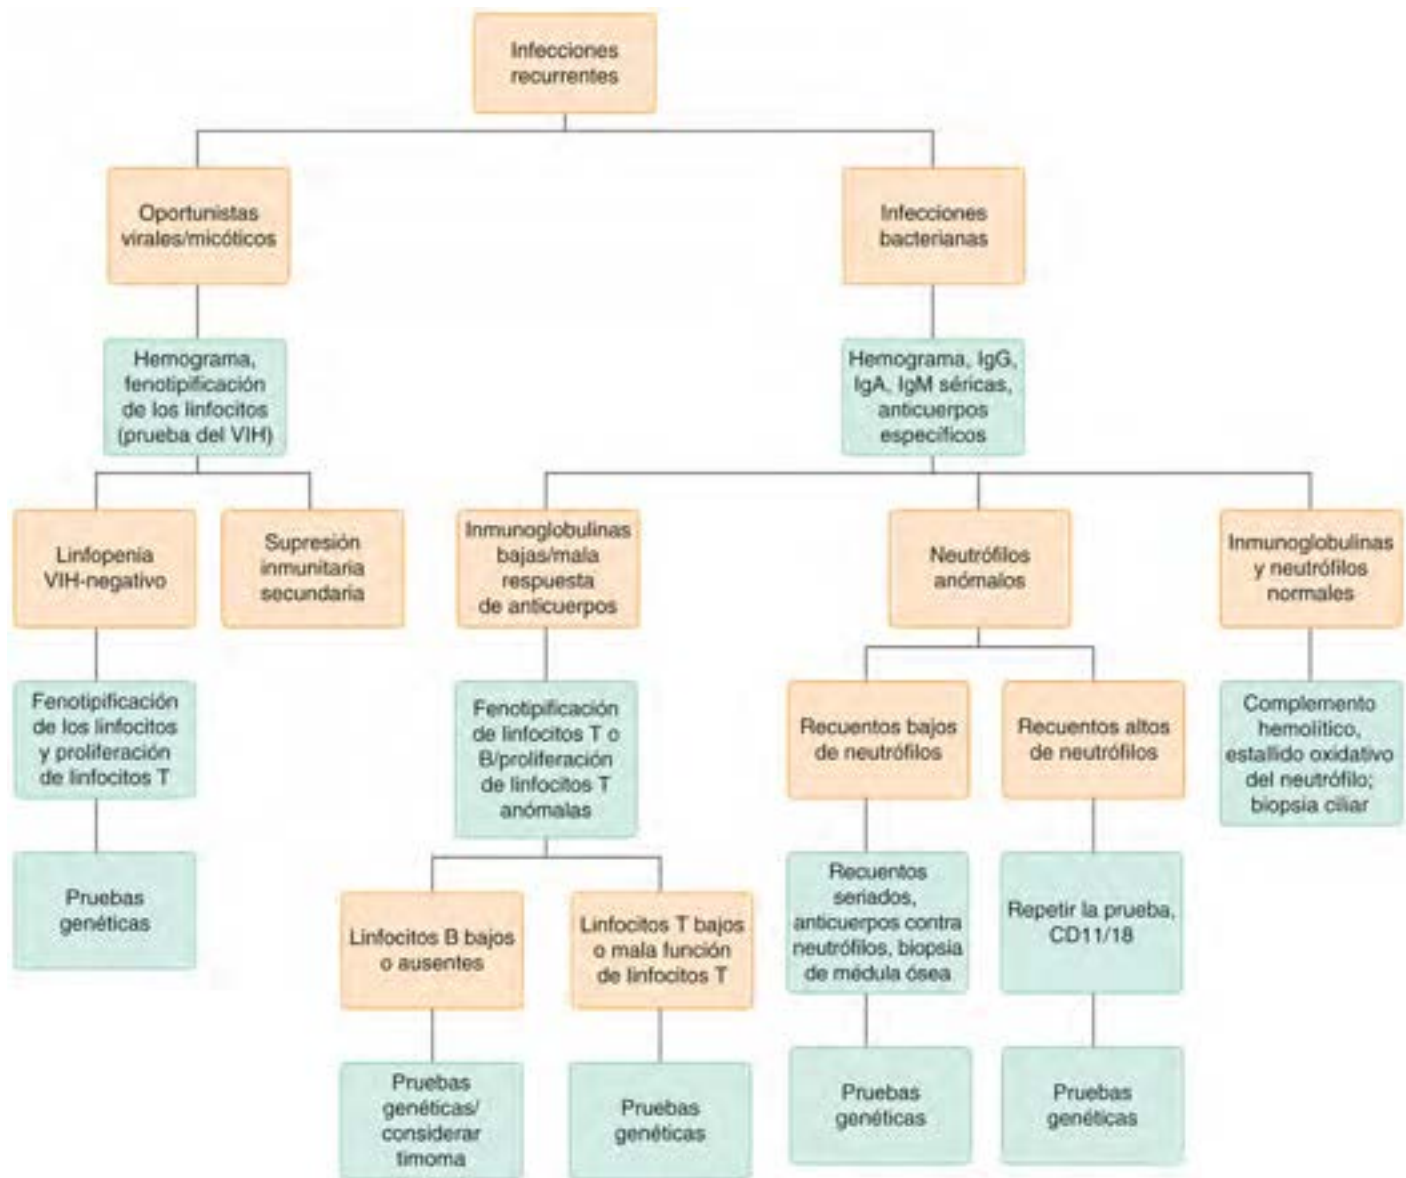 Infecciones
recurrentes
Oportunistas
virales/micóticos
Infecciones
bacterianas
Hemograma,
fenotipificación
de los linfocitos
(prueba del VIH)
Hemograma, IgG,
IgA, IgM séricas,
anticuerpos
específicos
Linfopenia
VIH-negativo
Supresión
inmunitaria
secundaria
Inmunoglobulinas
bajas/mala
respuesta
de anticuerpos
Neutrófilos
anómalos
Inmunoglobulinas
y neutrófilos
normales
Fenotipificación
de los linfocitos
y proliferación
de linfocitos T
Fenotipificación
de linfocitos T o
B/proliferación
de linfocitos T
anómalas
Recuentos bajos
de neutrófilos
Recuentos altos
de neutrófilos
Complemento
hemolítico,
estallido oxidativo
del neutrófilo;
biopsia ciliar
Pruebas
genéticas
Linfocitos B bajos
o ausentes
Linfocitos T bajos
o mala función
de linfocitos T
Recuentos
seriados,
anticuerpos contra
neutrófilos, biopsia
de médula ósea
Repetir la prueba,
CD11/18
Pruebas
genéticas/
considerar
timoma
Pruebas
genéticas
Pruebas
genéticas
Pruebas
genéticas